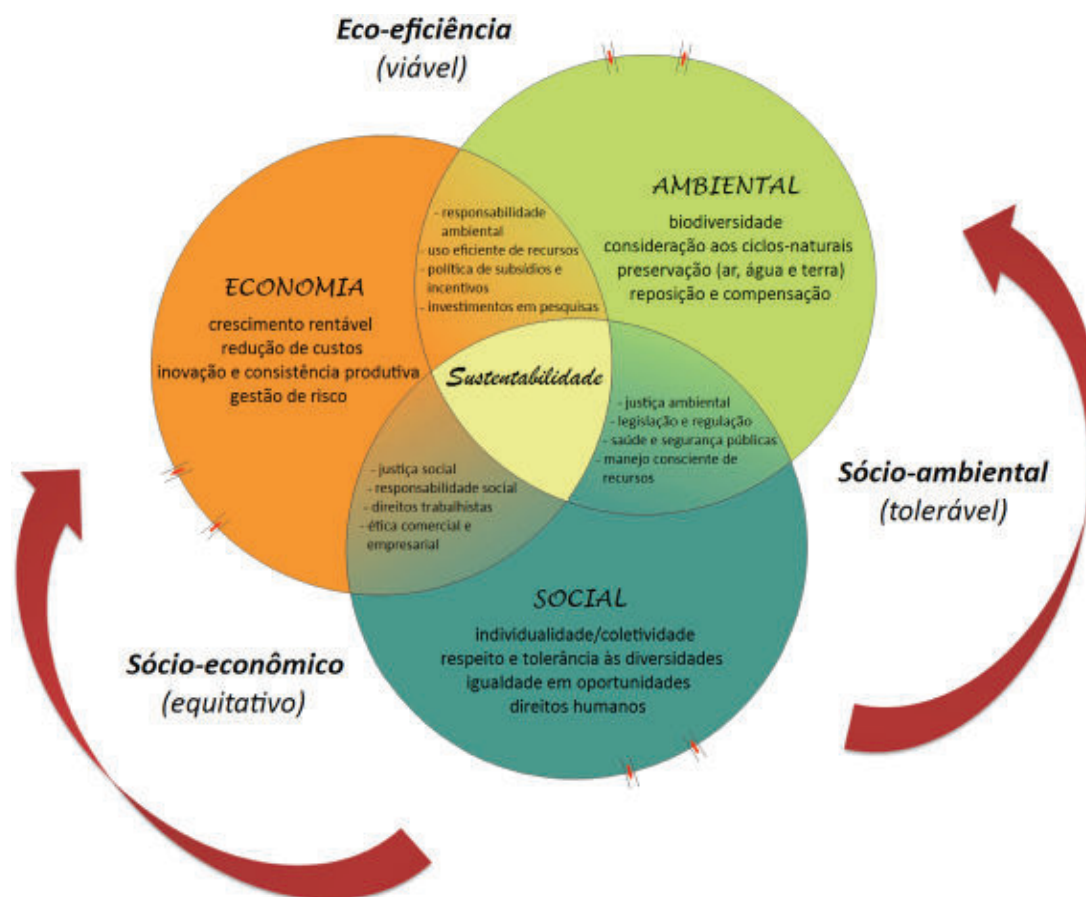 Eco-eficiência
(viável)
AMBIENTAL
biodiversidade
consideração aos ciclos-naturais
preservação (ar, água e terra)
reposição e compensação
- responsabilidade
ambiental
- uso eficiente de recursos
- política de subsídios e
incentivos
- investimentos em pesquisas
ECONOMIA
crescimento rentável
redução de custos
inovação e consistência produtiva
gestão de risco
Sustentabilidade
- justiça ambiental
- legislação e regulação
- saúde e segurança públicas
- manejo consciente de
recursos
- justiça social
- responsabilidade social
- direitos trabalhistas
- ética comercial e
empresarial
Sócio-ambiental
(tolerável)
SOCIAL
individualidade/coletividade
respeito e tolerância às diversidades
igualdade em oportunidades
direitos humanos
Sócio-econômico
(equitativo)